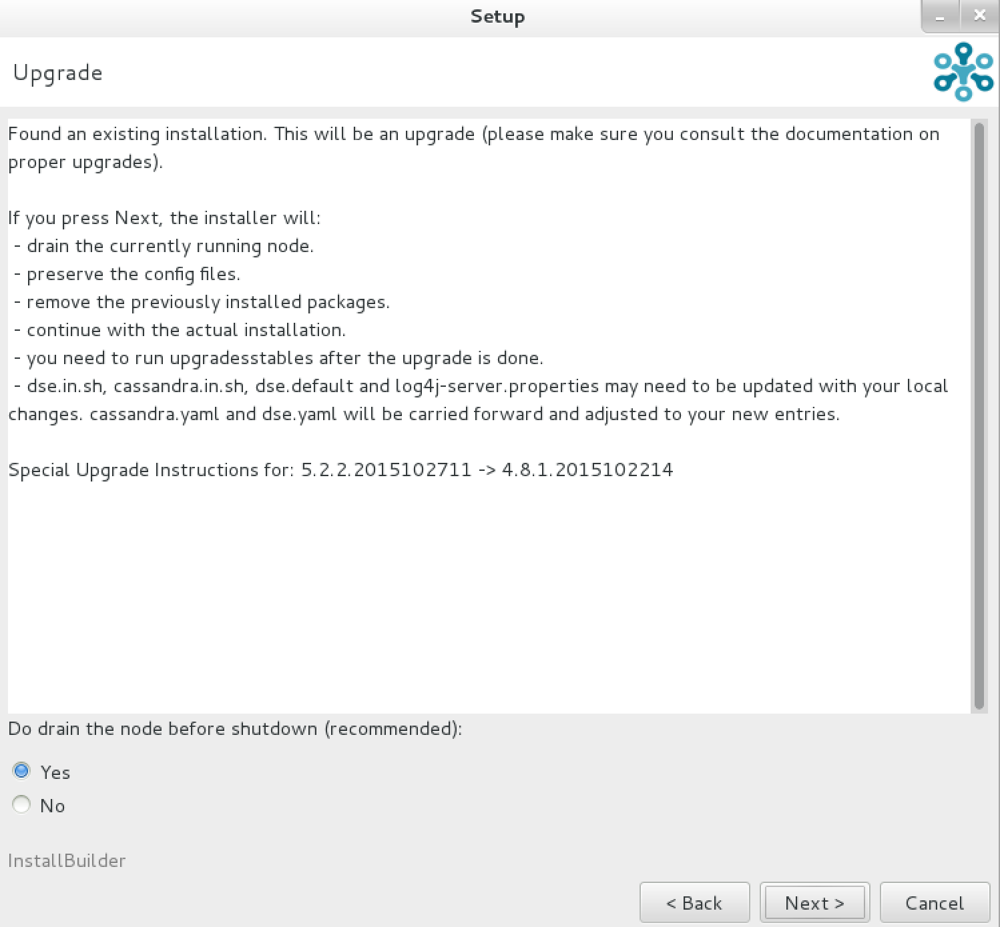 Setup
Upgrade
Found an existing installation. This will be an upgrade (please make sure you consult the documentation on
proper upgrades).
If you press Next, the installer will:
- drain the currently running node.
- preserve the config files.
- remove the previously installed packages.
- continue with the actual installation.
- you need to run upgradesstables after the upgrade is done.
- dse.in.sh, cassandra.in.sh, dse.default and log4j-server.properties may need to be updated with your local
changes. cassandra.yaml and dse.yaml will be carried forward and adjusted to your new entries.
Special Upgrade Instructions for: 5.2.2.2015102711 -> 4.8.1.2015102214
Do drain the node before shutdown (recommended):
Yes
No
InstallBuilder
< Back Next > Cancel